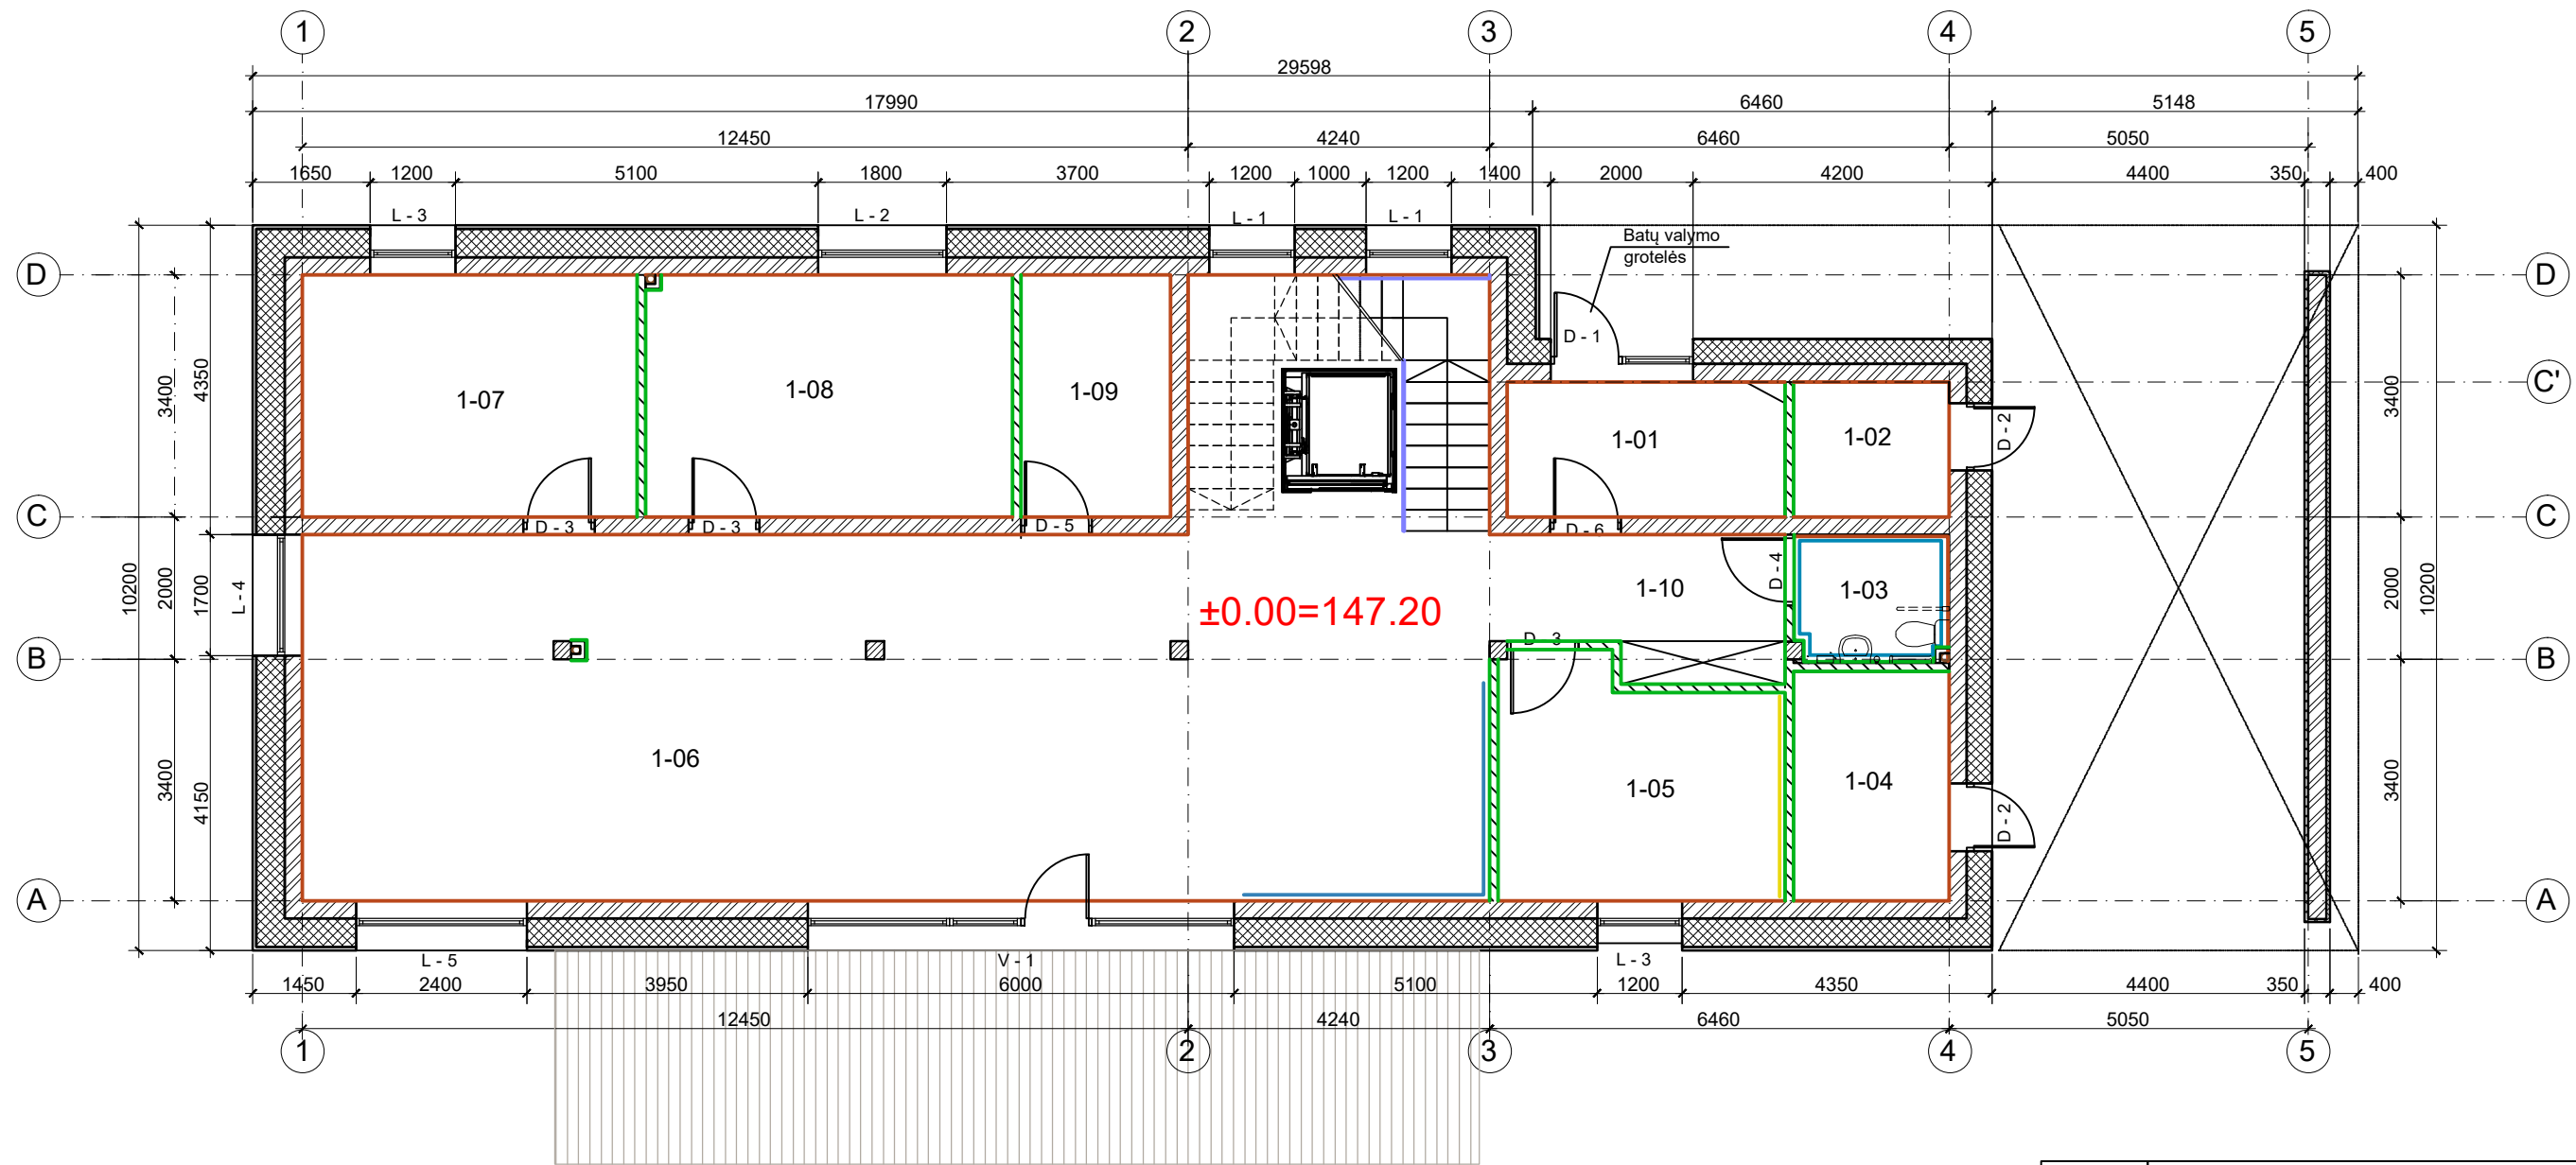 1 2 3 4 5
29598
17990 6460 5148
12450 4240 6460 5050
1650 1200 5100 1800 3700 1200 1000 1200 1400 2000 4200 4400 350 400
L - 3 L - 2 L - 1 L - 1
Batų valymo
grotelės
D D
D - 1
C' 
3400 4350 1-07 1-08 1-09 1-01 1-02 D - 2 3400
C D - 3 D - 3 D - 5 D - 6 C
10200 2000 1700 L - 4 1-10 D - 4 1-03 2000 10200
±0.00=147.20
B D - 3 B
3400 4150 1-06 1-05 1-04 D - 2 3400
A A
L - 5 V - 1 L - 3
1450 2400 3950 6000 5100 1200 4350 4400 350 400
12450 4240 6460 5050
1 2 3 4 5